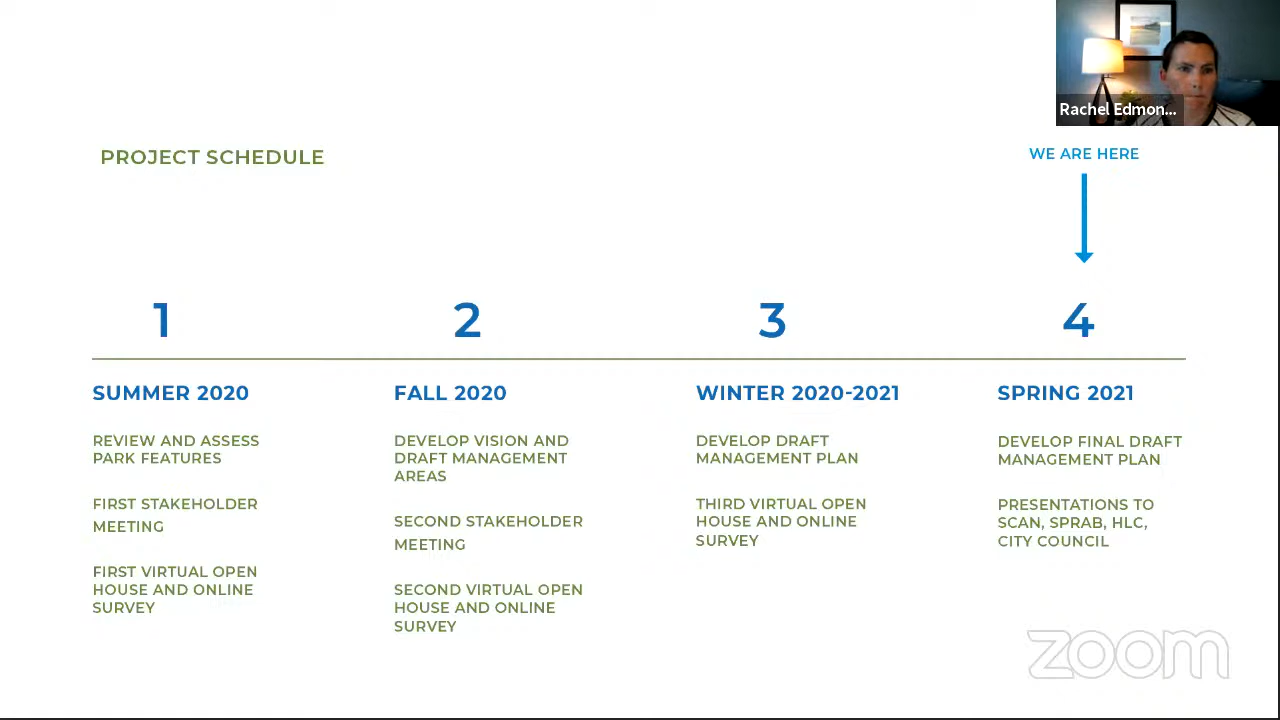 Rachel Edmon...
PROJECT SCHEDULE
WE ARE HERE
1
2
3
4
SUMMER 2020
REVIEW AND ASSESS
PARK FEATURES
FIRST STAKEHOLDER
MEETING
FIRST VIRTUAL OPEN
HOUSE AND ONLINE
SURVEY
FALL 2020
DEVELOP VISION AND
DRAFT MANAGEMENT
AREAS
SECOND STAKEHOLDER
MEETING
SECOND VIRTUAL OPEN
HOUSE AND ONLINE
SURVEY
WINTER 2020-2021
DEVELOP DRAFT
MANAGEMENT PLAN
THIRD VIRTUAL OPEN
HOUSE AND ONLINE
SURVEY
SPRING 2021
DEVELOP FINAL DRAFT
MANAGEMENT PLAN
PRESENTATIONS TO
SCAN, SPRAB, HLC,
CITY COUNCIL
zoom